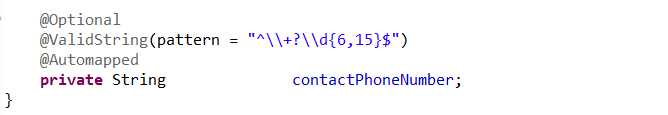 @Optional
@ValidString(pattern = "^\\+?\\d{6,15}$")
@Automapped
private String contactPhoneNumber;
}